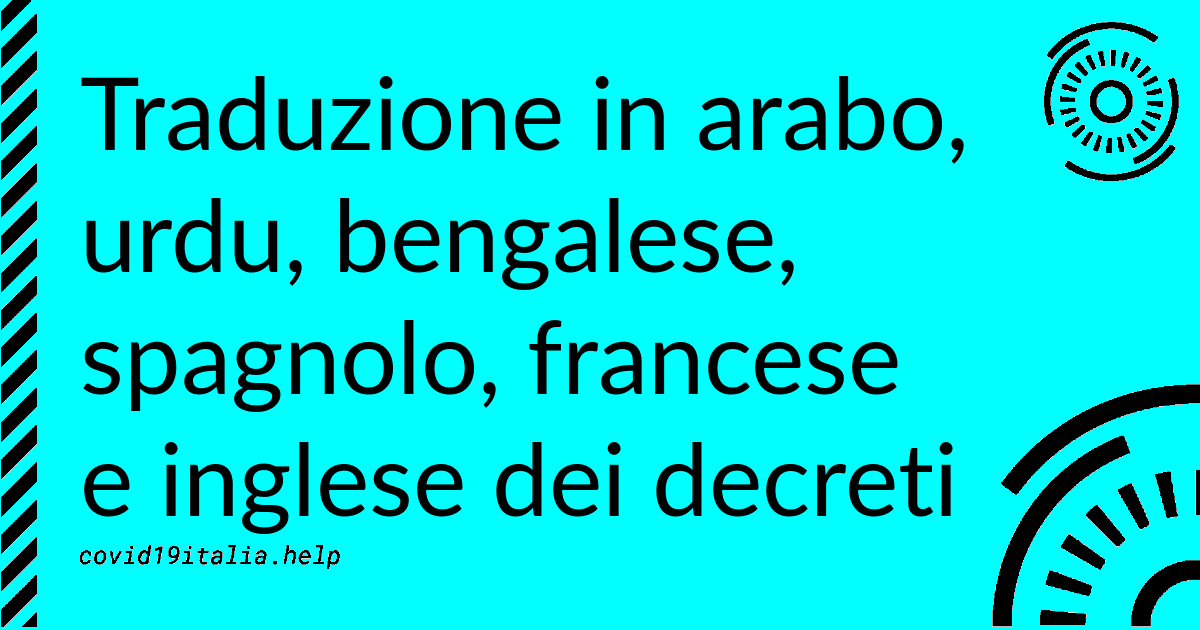 Traduzione in arabo,
urdu, bengalese,
spagnolo, francese
e inglese dei decreti
covid19italia.help